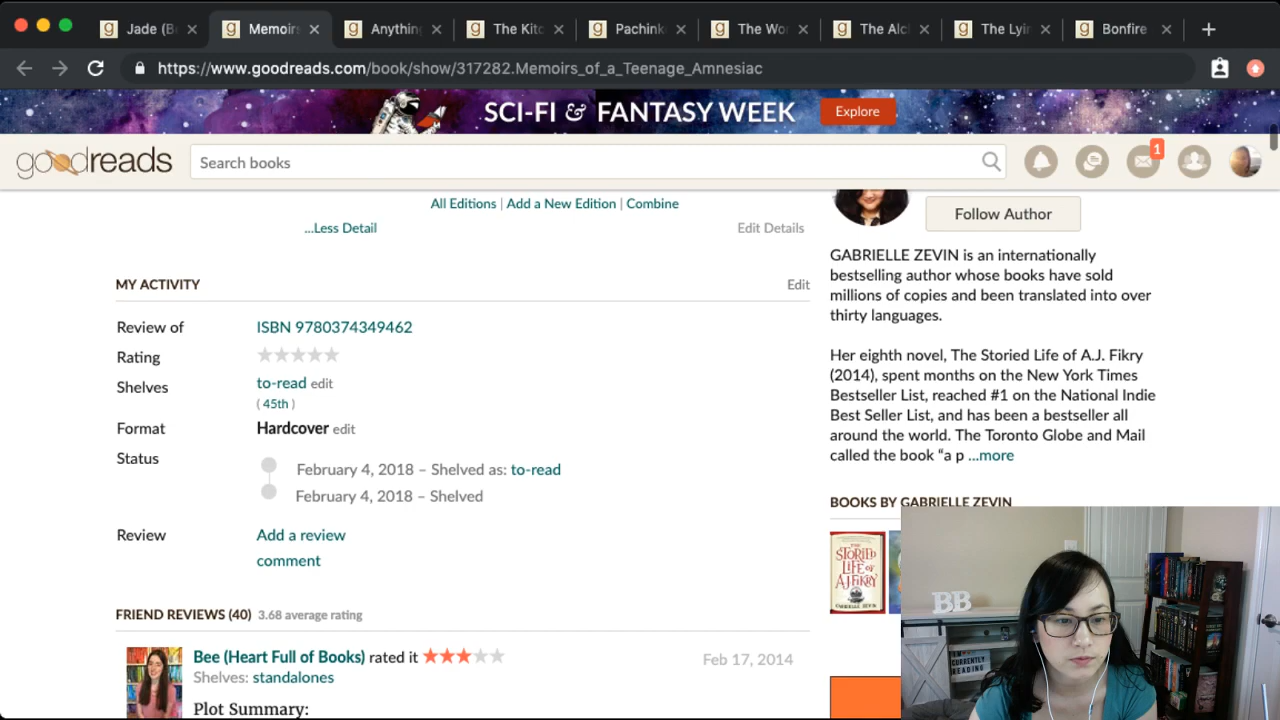 Jade (B
Memoirs
Anything
The Kitc
Pachink
The Wo
The Alc
The Lyi
Bonfire
https://www.goodreads.com/book/show/317282.Memoirs_of_a_Teenage_Amnesiac
SCI-FI & FANTASY WEEK
Explore
goodreads
Search books
1
All Editions | Add a New Edition | Combine
...Less Detail
Edit Details
MY ACTIVITY
Edit
Review of
ISBN 9780374349462
Rating
Shelves
to-read edit
( 45th )
Format
Hardcover edit
Status
February 4, 2018 – Shelved as: to-read
February 4, 2018 – Shelved
Review
Add a review
comment
FRIEND REVIEWS (40) 3.68 average rating
Bee (Heart Full of Books) rated it
Feb 17, 2014
Shelves: standalones
Plot Summary:
Follow Author
GABRIELLE ZEVIN is an internationally
bestselling author whose books have sold
millions of copies and been translated into over
thirty languages.
Her eighth novel, The Storied Life of A.J. Fikry
(2014), spent months on the New York Times
Bestseller List, reached #1 on the National Indie
Best Seller List, and has been a bestseller all
around the world. The Toronto Globe and Mail
called the book “a p ...more
BOOKS BY GABRIELLE ZEVIN
THE
STORIED
LIFE OF
AJ FIKRY
GABRIELLE ZEVIN
BB
CURRENTLY
READING